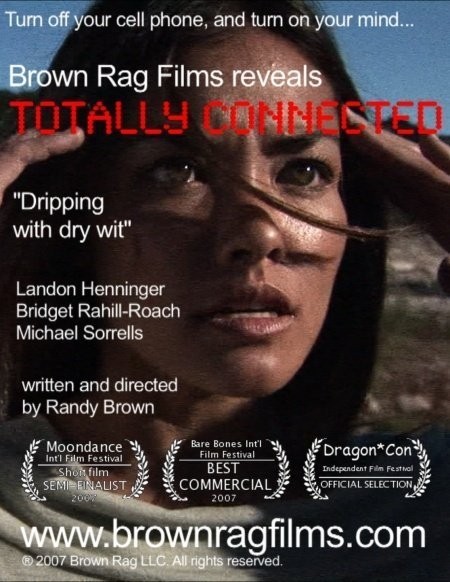 Turn off your cell phone, and turn on your mind...
Brown Rag Films reveals
TOTALLY CONNECTED
"Dripping
with dry wit"
Landon Henninger
Bridget Rahill-Roach
Michael Sorrells
written and directed
by Randy Brown
Moondance
Int'l Film Festival
Short film
SEMI-FINALIST
2007
Bare Bones Int'l
Film Festival
BEST
COMMERCIAL
2007
Dragon*Con
Independent Film Festival
OFFICIAL SELECTION
www.brownragfilms.com
® 2007 Brown Rag LLC. All rights reserved.